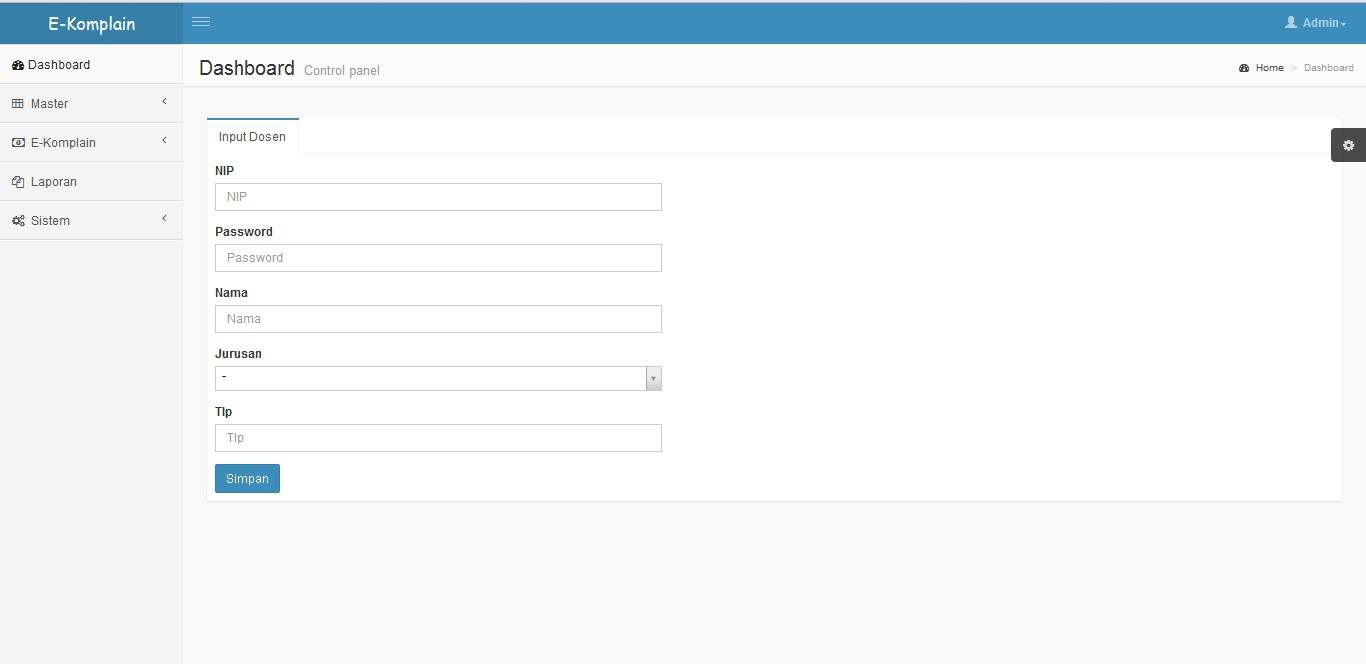 E-Komplain
Admin
Dashboard
Master
E-Komplain
Laporan
Sistem
Dashboard Control panel
Home > Dashboard
Input Dosen
NIP
NIP
Password
Password
Nama
Nama
Jurusan
-
Tlp
Tlp
Simpan